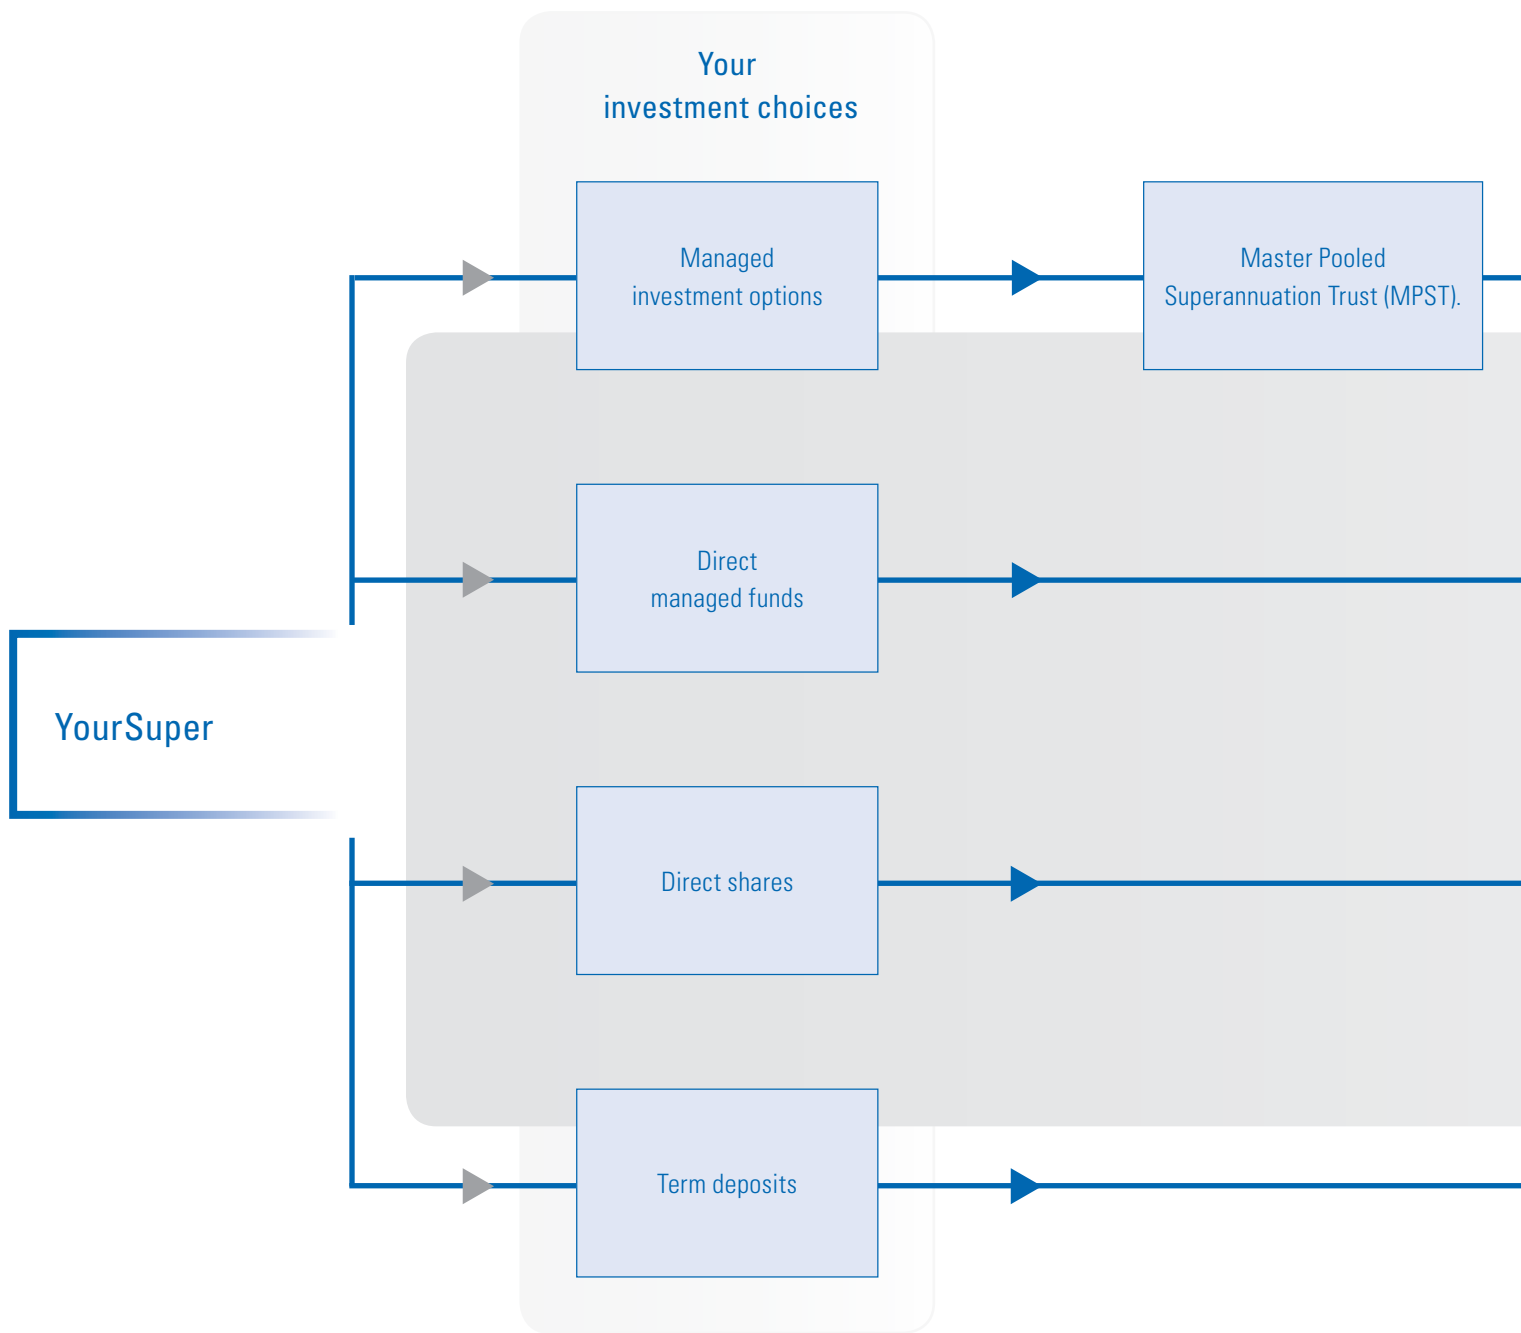 Your
investment choices
Managed
investment options
Master Pooled
Superannuation Trust (MPST).
Direct
managed funds
YourSuper
Direct shares
Term deposits